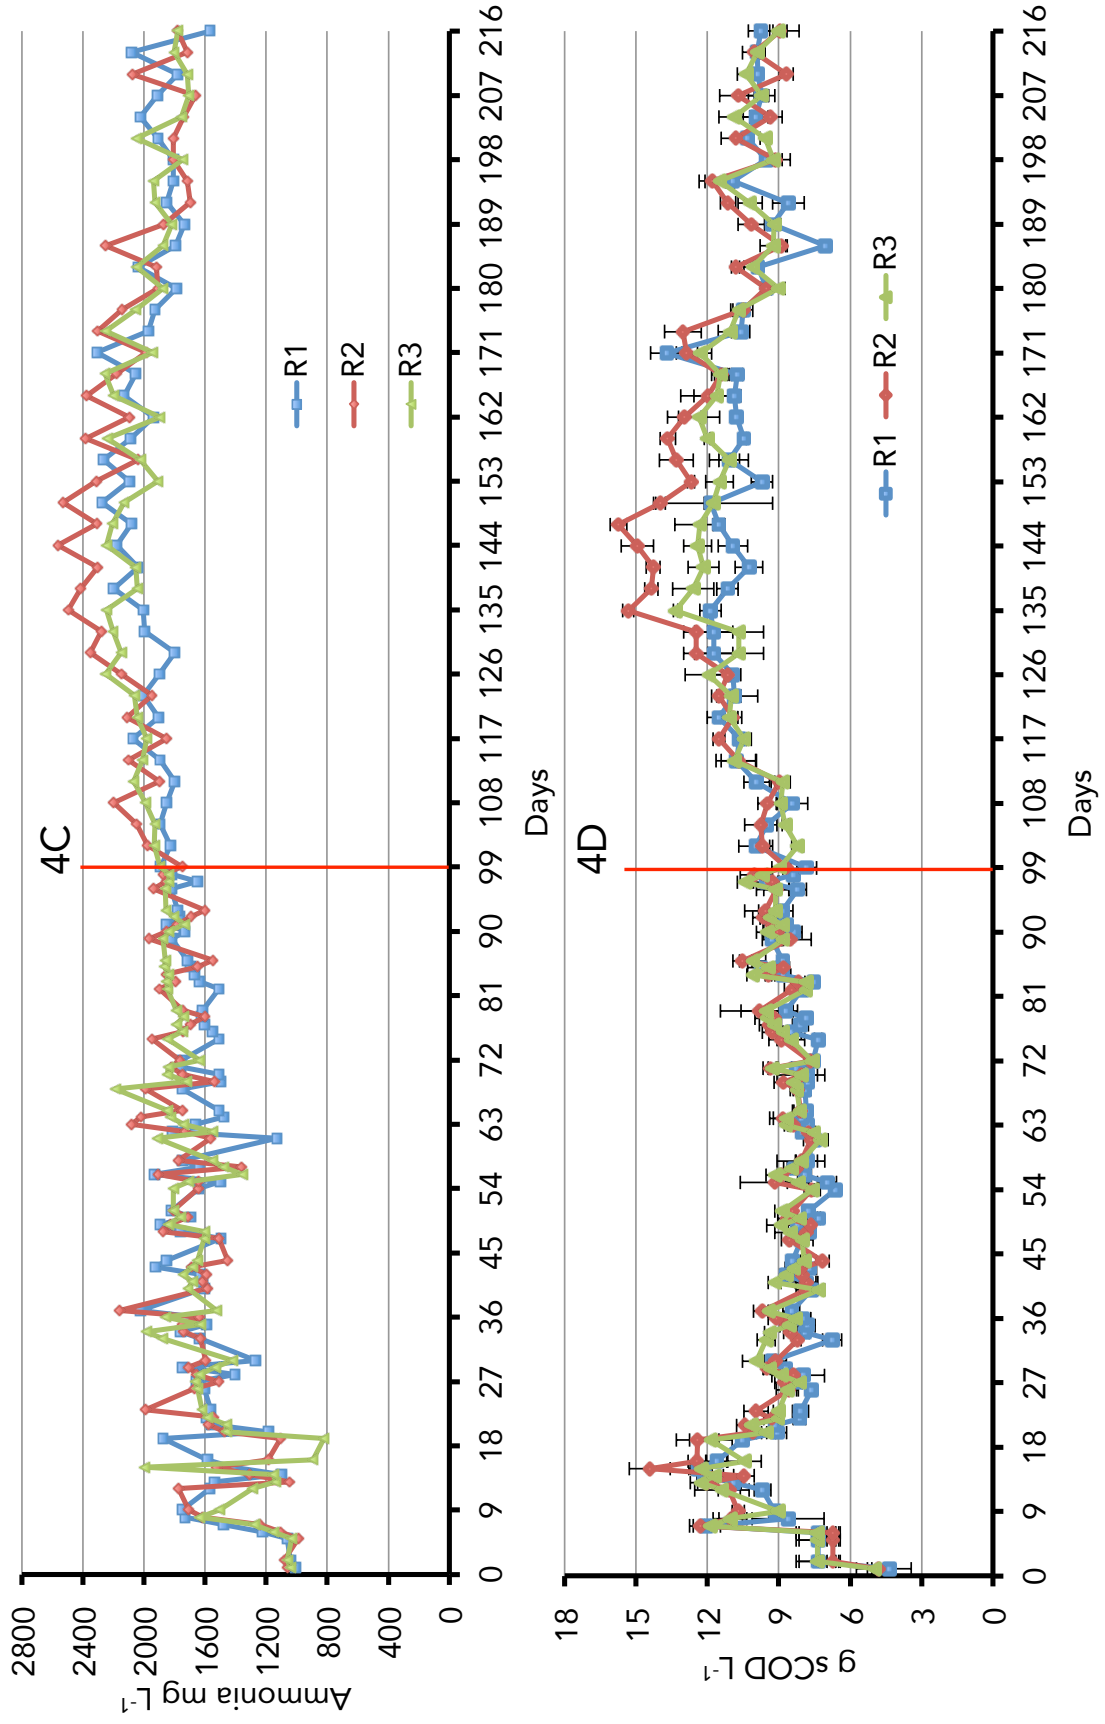 4C
Ammonia mg L⁻¹
2800
2400
2000
1600
1200
800
400
0
0 9 18 27 36 45 54 63 72 81 90 99 108 117 126 135 144 153 162 171 180 189 198 207 216
Days
R1
R2
R3
4D
g sCOD L⁻¹
18
15
12
9
6
3
0
0 9 18 27 36 45 54 63 72 81 90 99 108 117 126 135 144 153 162 171 180 189 198 207 216
Days
R1 R2 R3